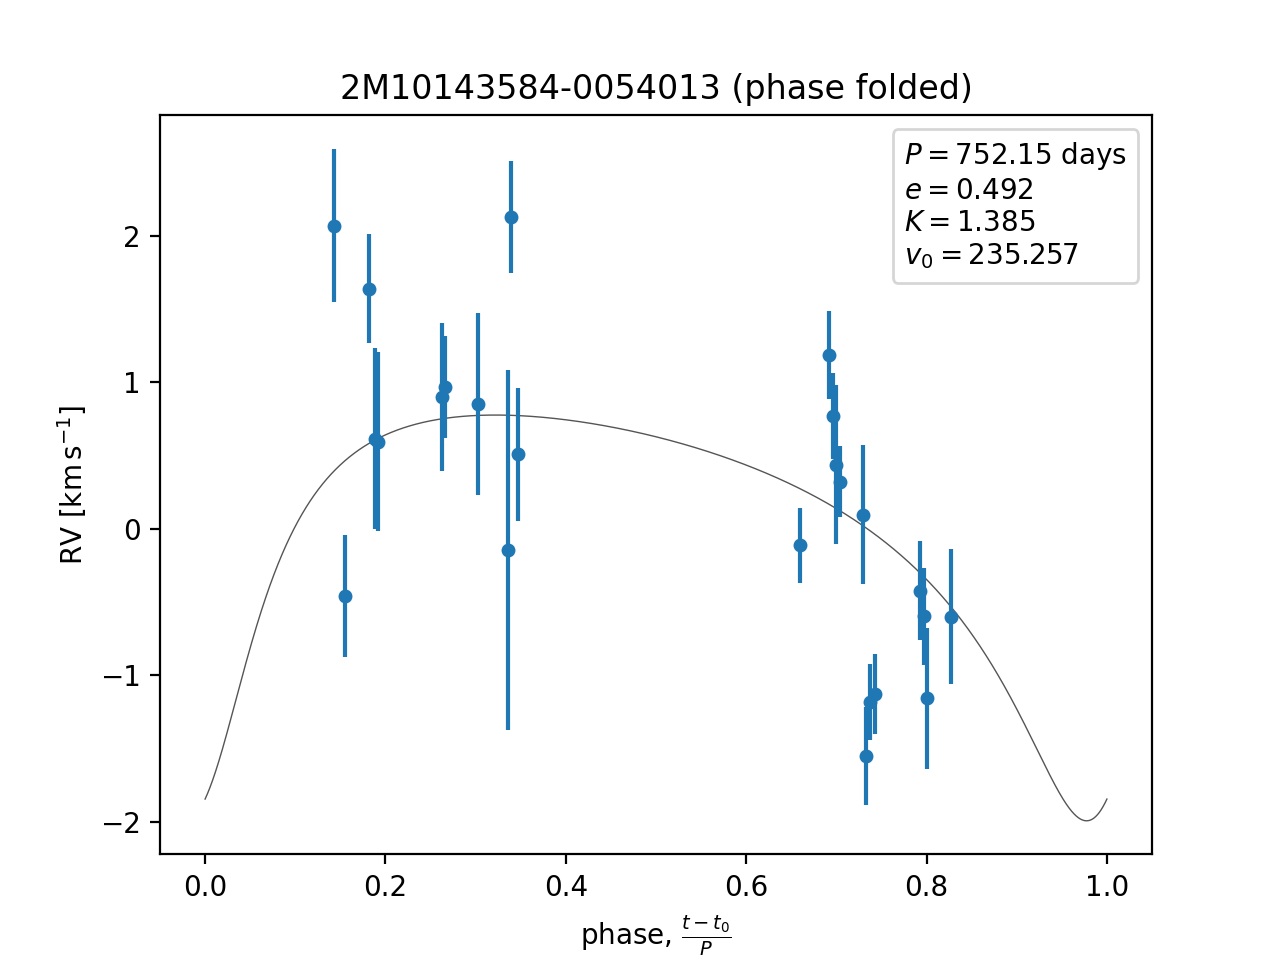 2M10143584-0054013 (phase folded)
P = 752.15 days
e = 0.492
K = 1.385
v₀ = 235.257
2
1
0
−1
−2
RV [km s⁻¹]
0.0 0.2 0.4 0.6 0.8 1.0
phase, (t − t₀)/P